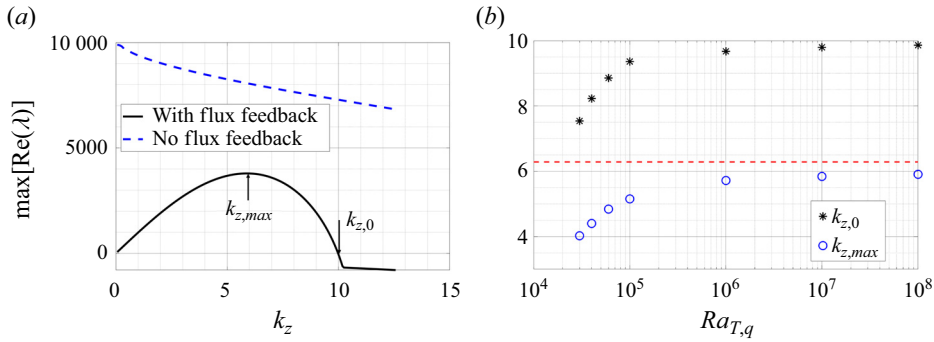 (a)
10 000
5000
0
max[Re(λ)]
With flux feedback
No flux feedback
k_{z,max}
k_{z,0}
0 5 10 15
k_z
(b)
10
8
6
4
k_{z,0}
k_{z,max}
10^4 10^5 10^6 10^7 10^8
Ra_{T,q}